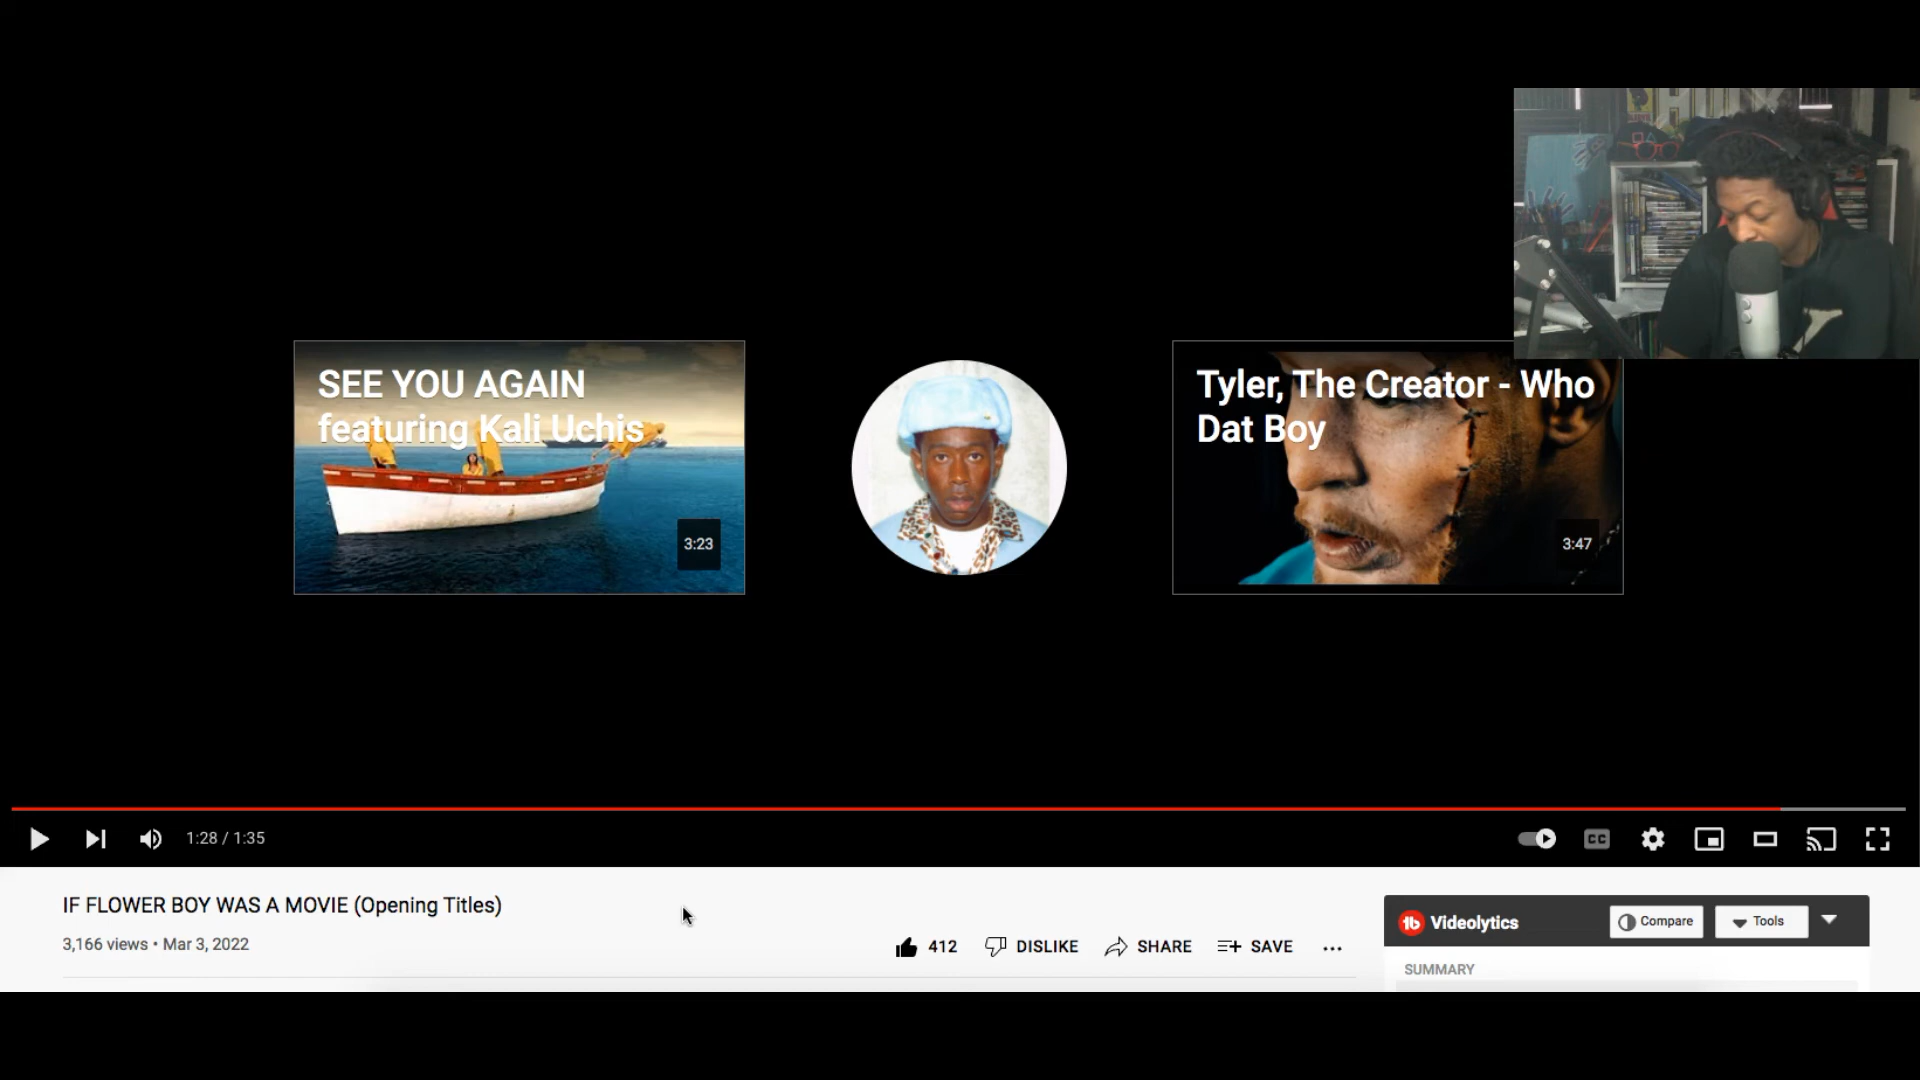 SEE YOU AGAIN
featuring Kali Uchis
3:23
Tyler, The Creator - Who
Dat Boy
3:47
1:28 / 1:35
CC
IF FLOWER BOY WAS A MOVIE (Opening Titles)
3,166 views • Mar 3, 2022
412
DISLIKE
SHARE
SAVE
tb Videolytics
Compare
Tools
SUMMARY